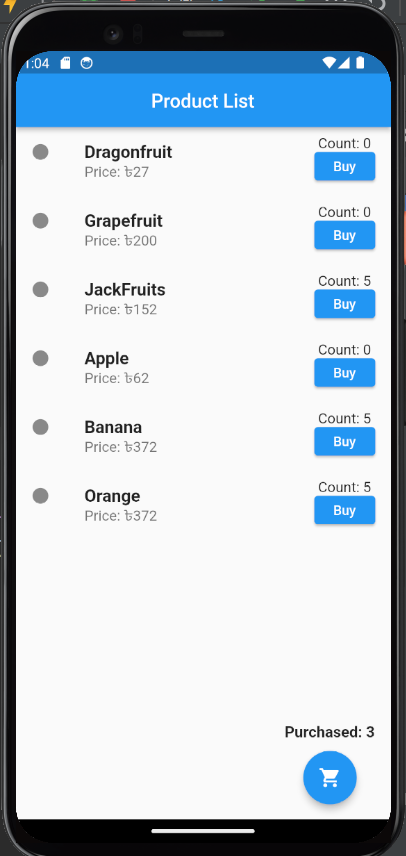 1:04
Product List
Dragonfruit
Count: 0
Price: ৳27
Buy
Grapefruit
Count: 0
Price: ৳200
Buy
JackFruits
Count: 5
Price: ৳152
Buy
Apple
Count: 0
Price: ৳62
Buy
Banana
Count: 5
Price: ৳372
Buy
Orange
Count: 5
Price: ৳372
Buy
Purchased: 3